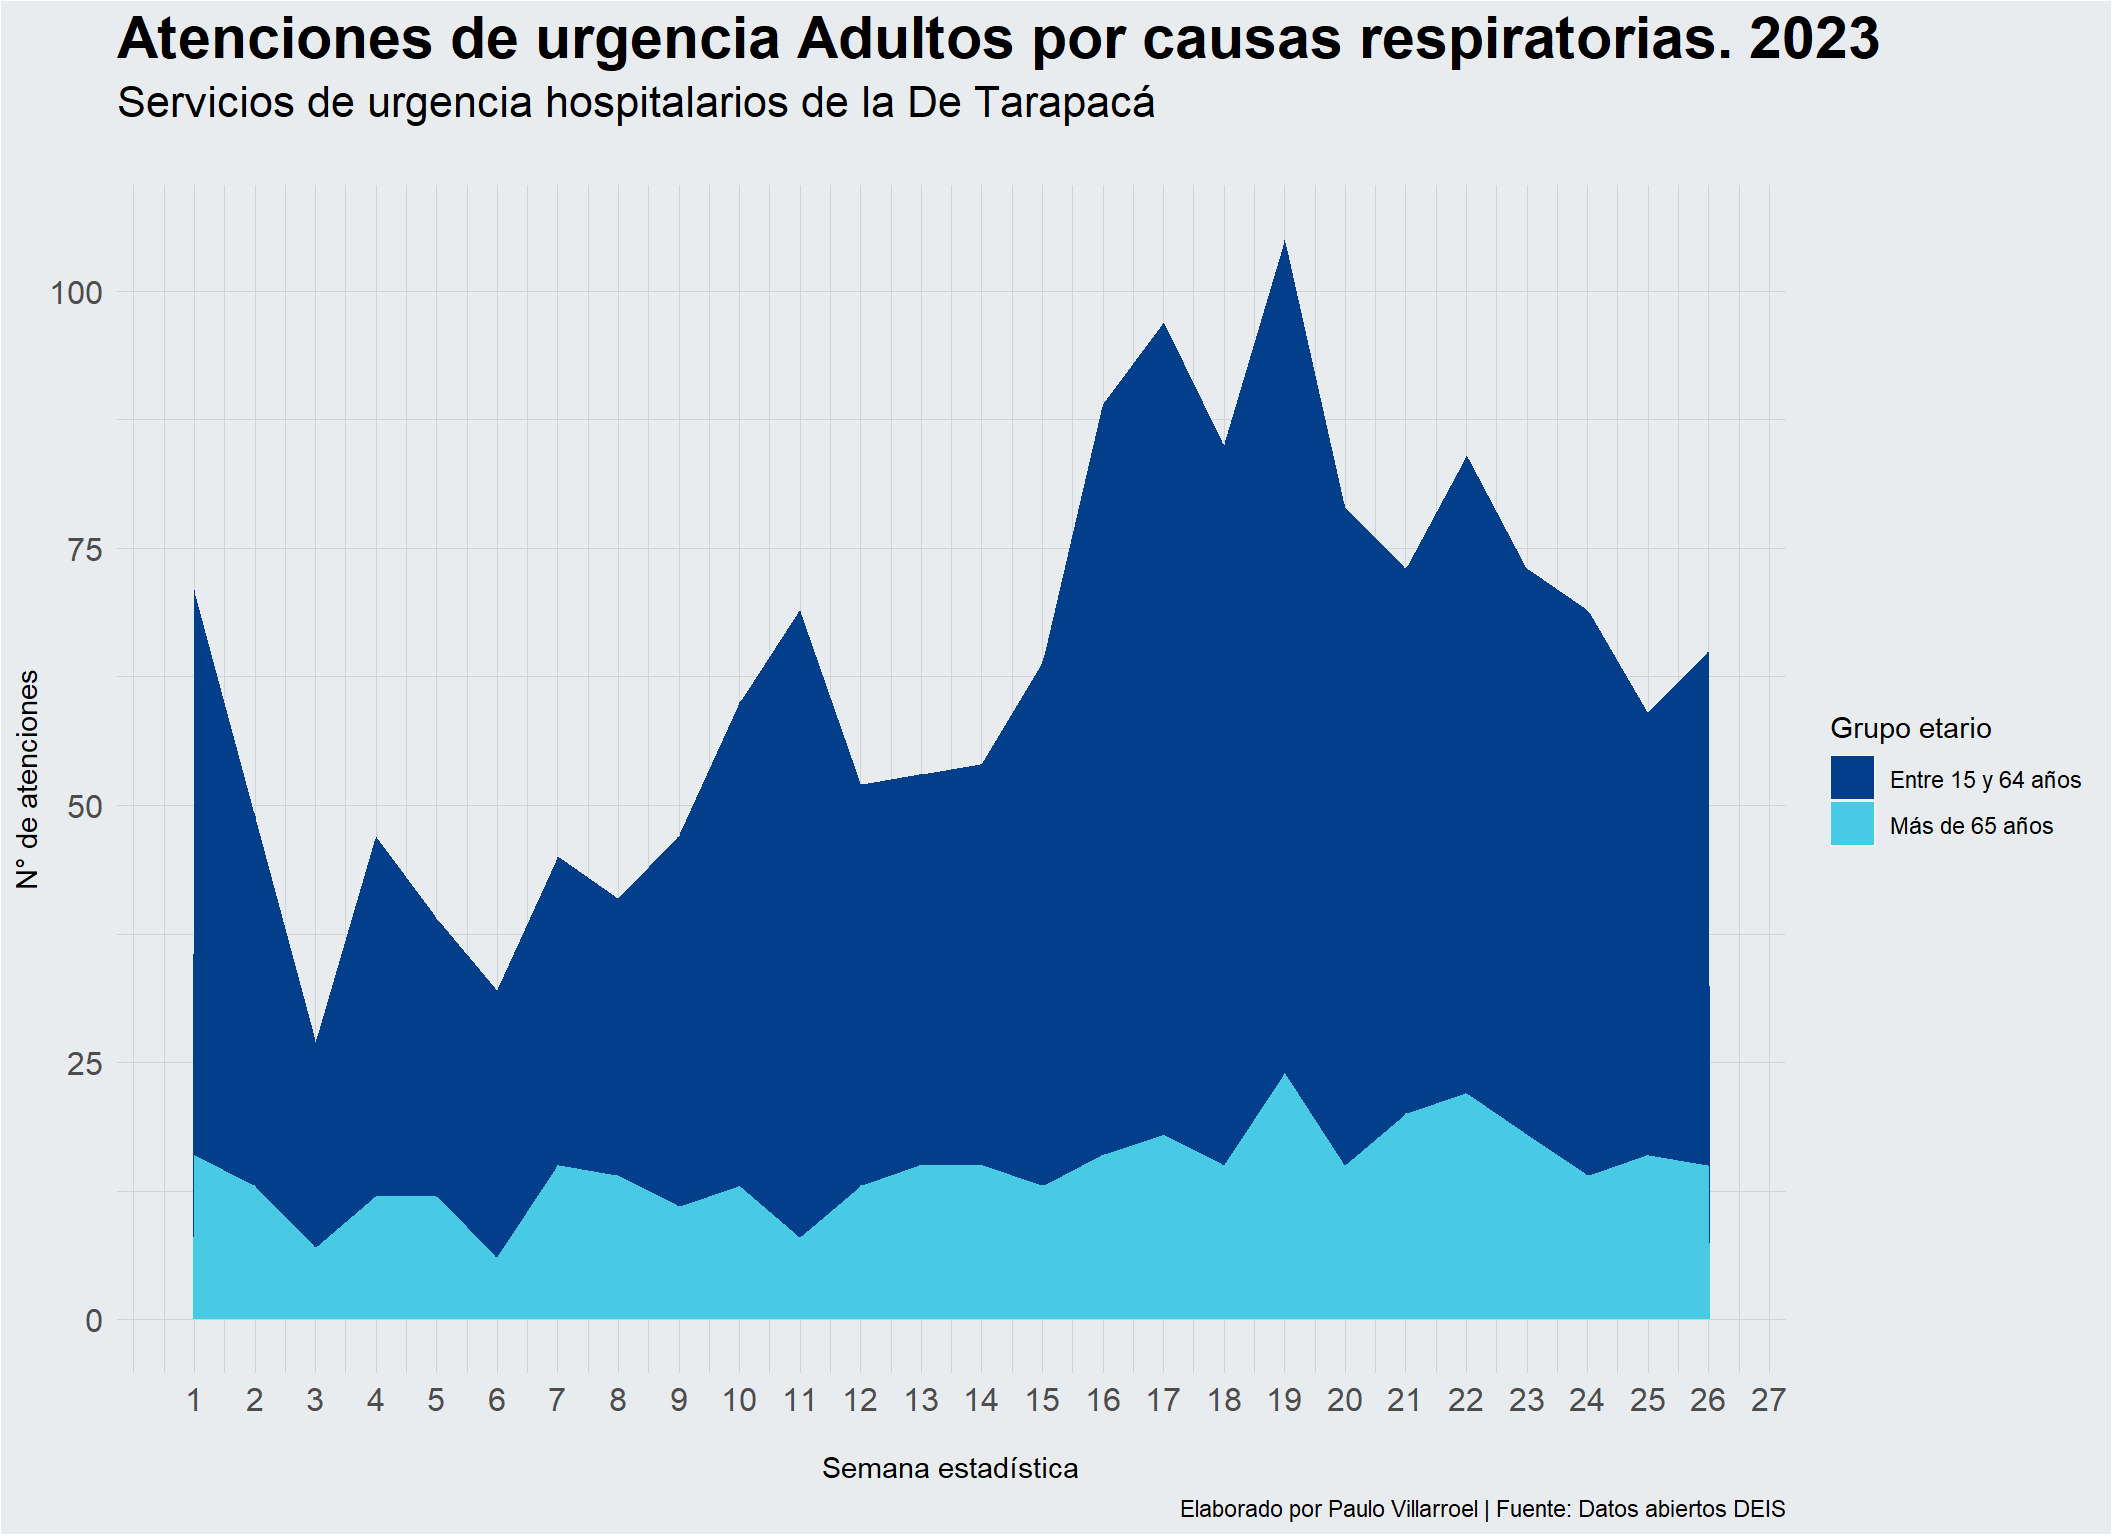 Atenciones de urgencia Adultos por causas respiratorias. 2023
Servicios de urgencia hospitalarios de la De Tarapacá
100
75
50
25
0
N° de atenciones
1 2 3 4 5 6 7 8 9 10 11 12 13 14 15 16 17 18 19 20 21 22 23 24 25 26 27
Semana estadística
Grupo etario
Entre 15 y 64 años
Más de 65 años
Elaborado por Paulo Villarroel | Fuente: Datos abiertos DEIS